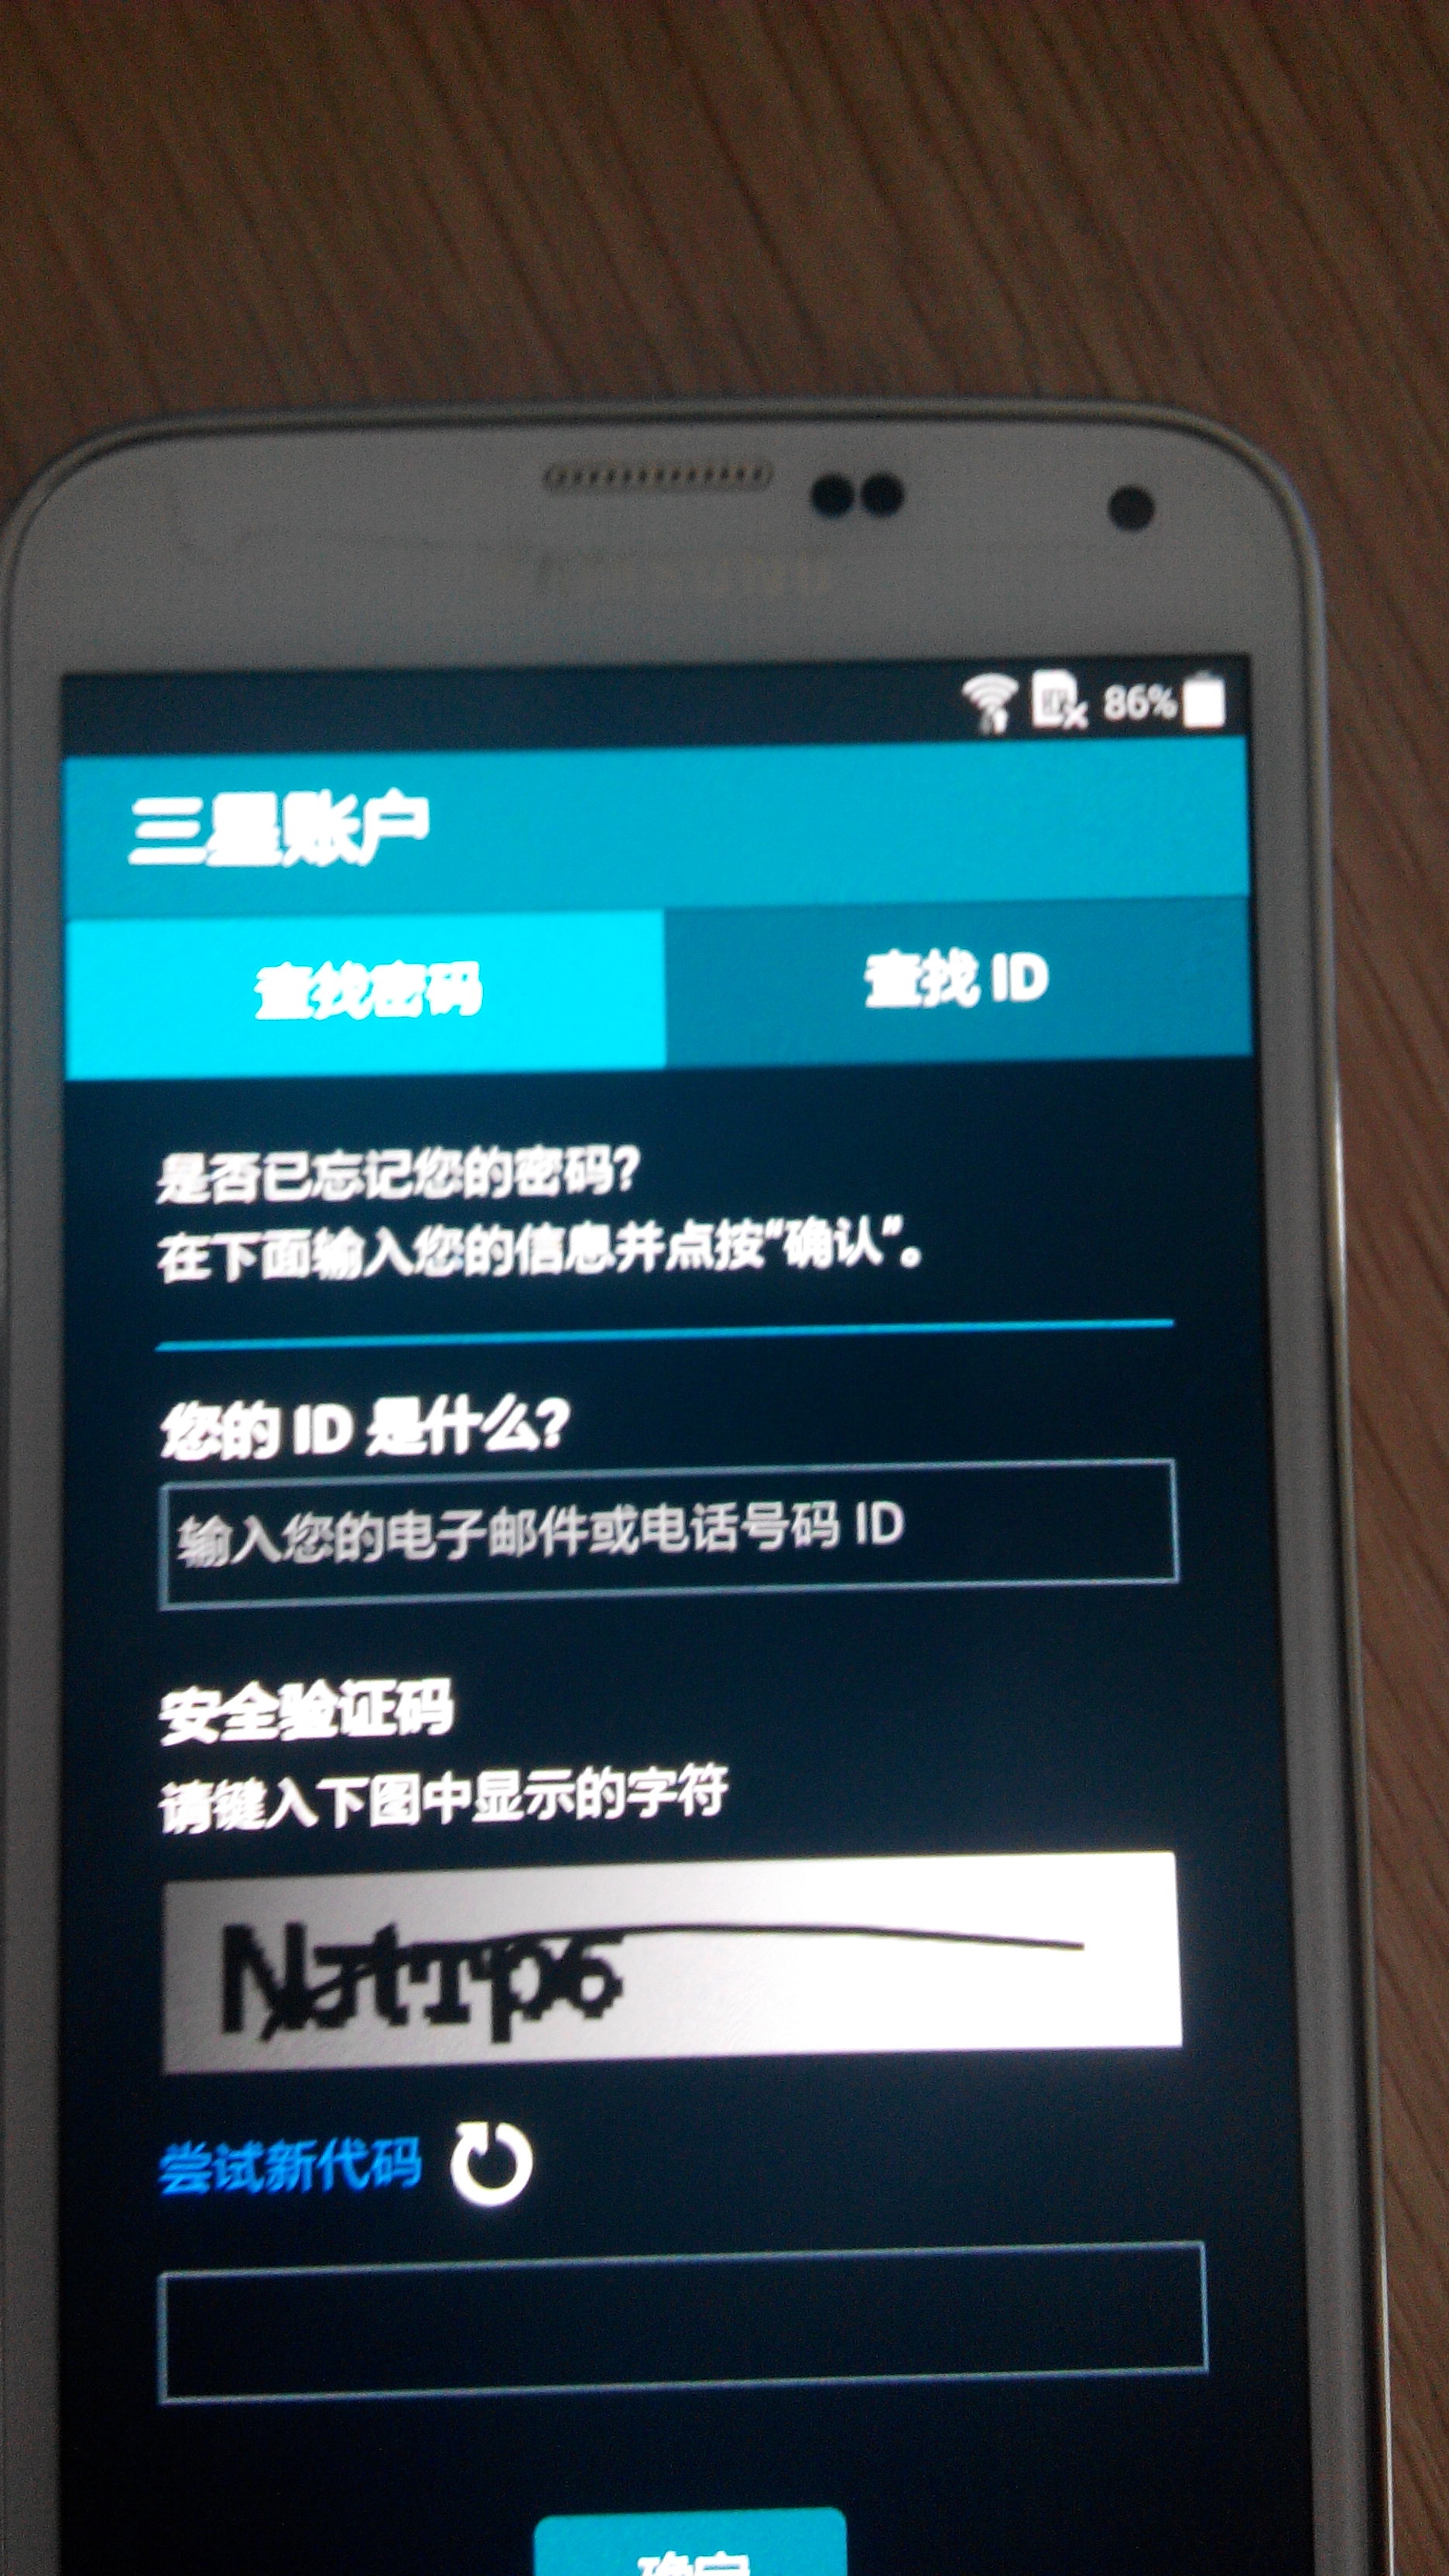 86%
三星账户
查找密码
查找 ID
是否已忘记您的密码?
在下面输入您的信息并点按“确认”。
您的 ID 是什么?
输入您的电子邮件或电话号码 ID
安全验证码
请键入下图中显示的字符
尝试新代码
确定